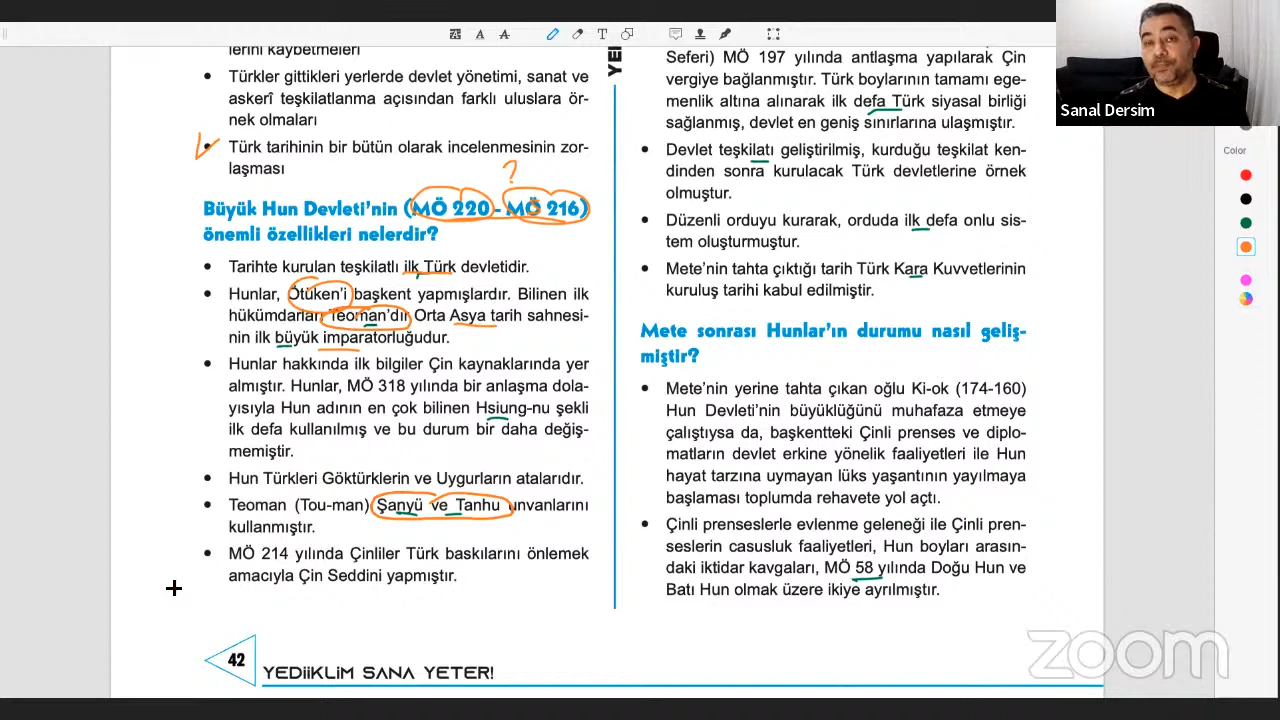 lerini kaybetmeleri
• Türkler gittikleri yerlerde devlet yönetimi, sanat ve
askerî teşkilatlanma açısından farklı uluslara ör-
nek olmaları
• Türk tarihinin bir bütün olarak incelenmesinin zor-
laşması
?
Büyük Hun Devleti’nin (MÖ 220 - MÖ 216)
önemli özellikleri nelerdir?
• Tarihte kurulan teşkilatlı ilk Türk devletidir.
• Hunlar, Ötüken’i başkent yapmışlardır. Bilinen ilk
hükümdarları Teoman’dır Orta Asya tarih sahnesi-
nin ilk büyük imparatorluğudur.
• Hunlar hakkında ilk bilgiler Çin kaynaklarında yer
almıştır. Hunlar, MÖ 318 yılında bir anlaşma dola-
yısıyla Hun adının en çok bilinen Hsiung-nu şekli
ilk defa kullanılmış ve bu durum bir daha değiş-
memiştir.
• Hun Türkleri Göktürklerin ve Uygurların atalarıdır.
• Teoman (Tou-man) Şanyü ve Tanhu unvanlarını
kullanmıştır.
• MÖ 214 yılında Çinliler Türk baskılarını önlemek
amacıyla Çin Seddini yapmıştır.
42
YEDİİKLİM SANA YETER!
YE
Seferi) MÖ 197 yılında antlaşma yapılarak Çin
vergiye bağlanmıştır. Türk boylarının tamamı ege-
menlik altına alınarak ilk defa Türk siyasal birliği
sağlanmış, devlet en geniş sınırlarına ulaşmıştır.
• Devlet teşkilatı geliştirilmiş, kurduğu teşkilat ken-
dinden sonra kurulacak Türk devletlerine örnek
olmuştur.
• Düzenli orduyu kurarak, orduda ilk defa onlu sis-
tem oluşturmuştur.
• Mete’nin tahta çıktığı tarih Türk Kara Kuvvetlerinin
kuruluş tarihi kabul edilmiştir.
Mete sonrası Hunlar’ın durumu nasıl geliş-
miştir?
• Mete’nin yerine tahta çıkan oğlu Ki-ok (174-160)
Hun Devleti’nin büyüklüğünü muhafaza etmeye
çalıştıysa da, başkentteki Çinli prenses ve diplo-
matların devlet erkine yönelik faaliyetleri ile Hun
hayat tarzına uymayan lüks yaşantının yayılmaya
başlaması toplumda rehavete yol açtı.
• Çinli prenseslerle evlenme geleneği ile Çinli pren-
seslerin casusluk faaliyetleri, Hun boyları arasın-
daki iktidar kavgaları, MÖ 58 yılında Doğu Hun ve
Batı Hun olmak üzere ikiye ayrılmıştır.
Sanal Dersim
Color
zoom